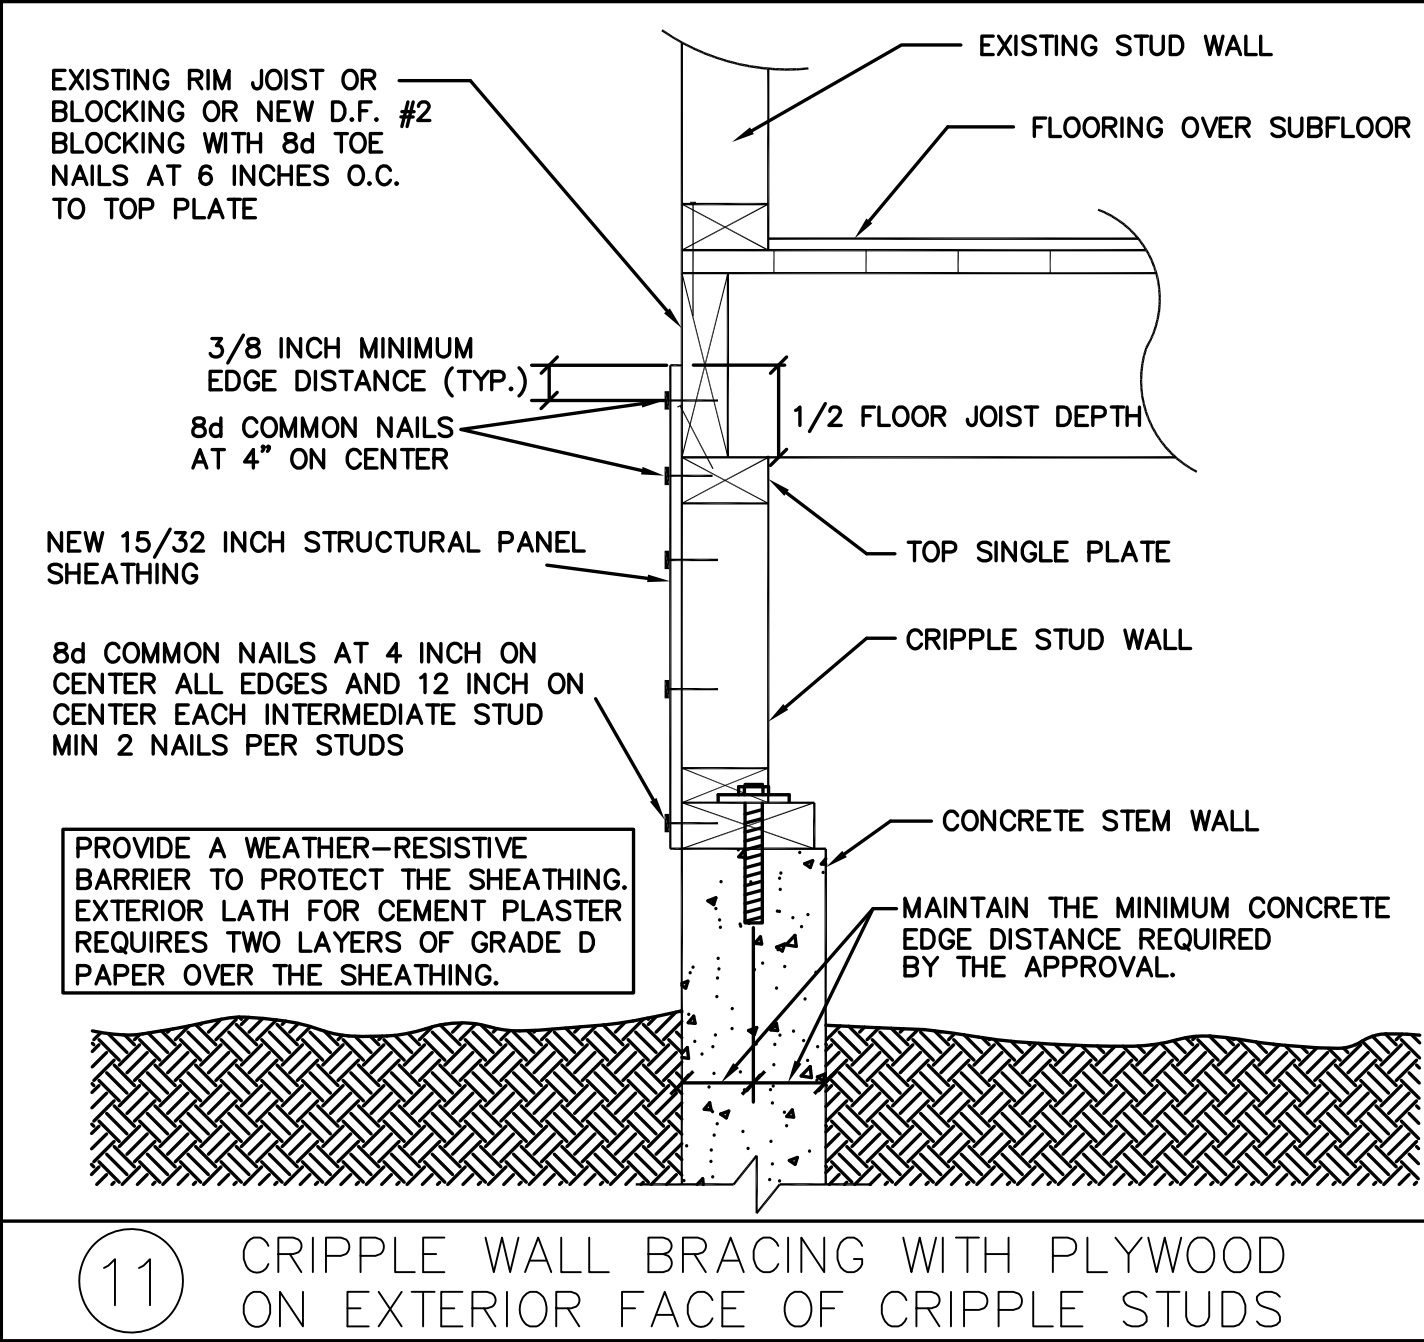 EXISTING STUD WALL
EXISTING RIM JOIST OR
BLOCKING OR NEW D.F. #2
BLOCKING WITH 8d TOE
NAILS AT 6 INCHES O.C.
TO TOP PLATE
FLOORING OVER SUBFLOOR
3/8 INCH MINIMUM
EDGE DISTANCE (TYP.)
1/2 FLOOR JOIST DEPTH
8d COMMON NAILS
AT 4" ON CENTER
NEW 15/32 INCH STRUCTURAL PANEL
SHEATHING
TOP SINGLE PLATE
CRIPPLE STUD WALL
8d COMMON NAILS AT 4 INCH ON
CENTER ALL EDGES AND 12 INCH ON
CENTER EACH INTERMEDIATE STUD
MIN 2 NAILS PER STUDS
CONCRETE STEM WALL
PROVIDE A WEATHER-RESISTIVE
BARRIER TO PROTECT THE SHEATHING.
EXTERIOR LATH FOR CEMENT PLASTER
REQUIRES TWO LAYERS OF GRADE D
PAPER OVER THE SHEATHING.
MAINTAIN THE MINIMUM CONCRETE
EDGE DISTANCE REQUIRED
BY THE APPROVAL.
11
CRIPPLE WALL BRACING WITH PLYWOOD
ON EXTERIOR FACE OF CRIPPLE STUDS